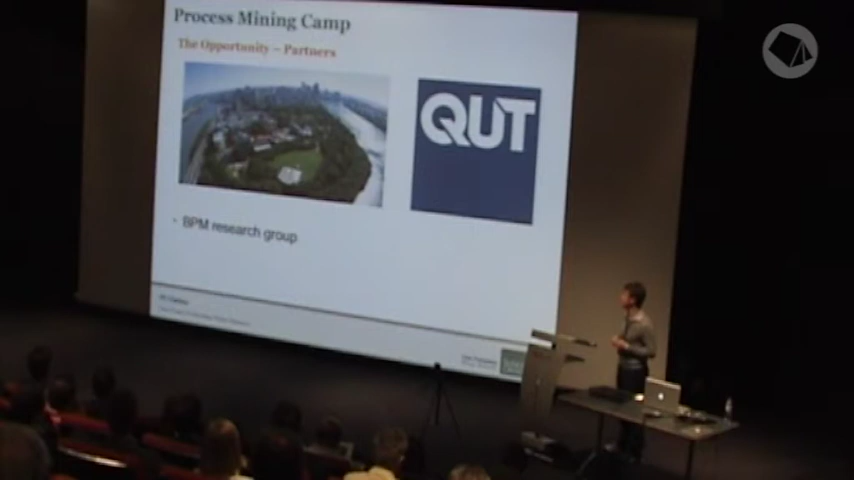 Process Mining Camp
The Opportunity – Partners
QUT
• BPM research group